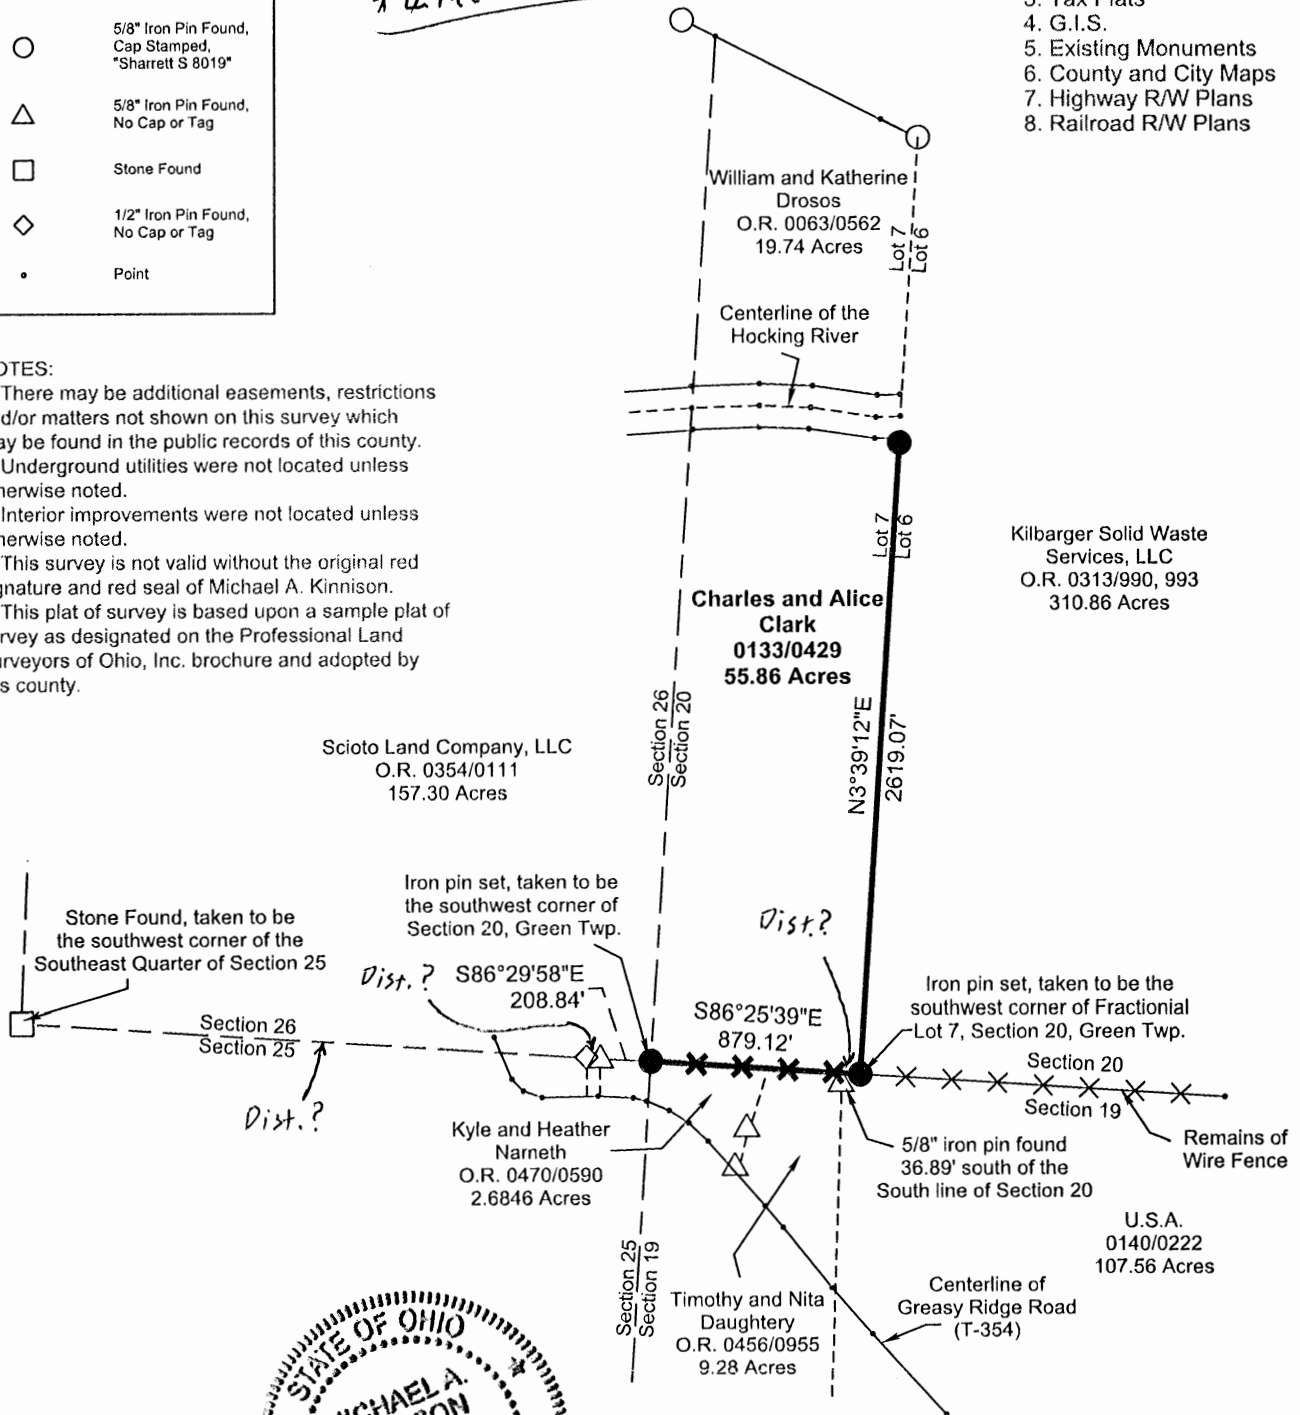 5/8" Iron Pin Found,
Cap Stamped,
"Sharrett S 8019"
5/8" Iron Pin Found,
No Cap or Tag
Stone Found
1/2" Iron Pin Found,
No Cap or Tag
Point
4. G.I.S.
5. Existing Monuments
6. County and City Maps
7. Highway R/W Plans
8. Railroad R/W Plans
OTES:
There may be additional easements, restrictions
d/or matters not shown on this survey which
ay be found in the public records of this county.
Underground utilities were not located unless
herwise noted.
Interior improvements were not located unless
herwise noted.
This survey is not valid without the original red
gnature and red seal of Michael A. Kinnison.
This plat of survey is based upon a sample plat of
rvey as designated on the Professional Land
urveyors of Ohio, Inc. brochure and adopted by
is county.
William and Katherine
Drosos
O.R. 0063/0562
19.74 Acres
Lot 7
Lot 6
Centerline of the
Hocking River
Lot 7
Lot 6
Kilbarger Solid Waste
Services, LLC
O.R. 0313/990, 993
310.86 Acres
Charles and Alice
Clark
0133/0429
55.86 Acres
Section 26
Section 20
N3°39'12"E
2619.07'
Scioto Land Company, LLC
O.R. 0354/0111
157.30 Acres
Iron pin set, taken to be
the southwest corner of
Section 20, Green Twp.
Stone Found, taken to be
the southwest corner of the
Southeast Quarter of Section 25
Dist.?
Dist.?
S86°29'58"E
208.84'
S86°25'39"E
879.12'
Iron pin set, taken to be the
southwest corner of Fractionial
Lot 7, Section 20, Green Twp.
Section 26
Section 25
Dist.?
Section 20
Section 19
Remains of
Wire Fence
Kyle and Heather
Narneth
O.R. 0470/0590
2.6846 Acres
5/8" iron pin found
36.89' south of the
South line of Section 20
U.S.A.
0140/0222
107.56 Acres
Section 25
Section 19
Timothy and Nita
Daughtery
O.R. 0456/0955
9.28 Acres
Centerline of
Greasy Ridge Road
(T-354)
STATE OF OHIO
ICHAEL A.